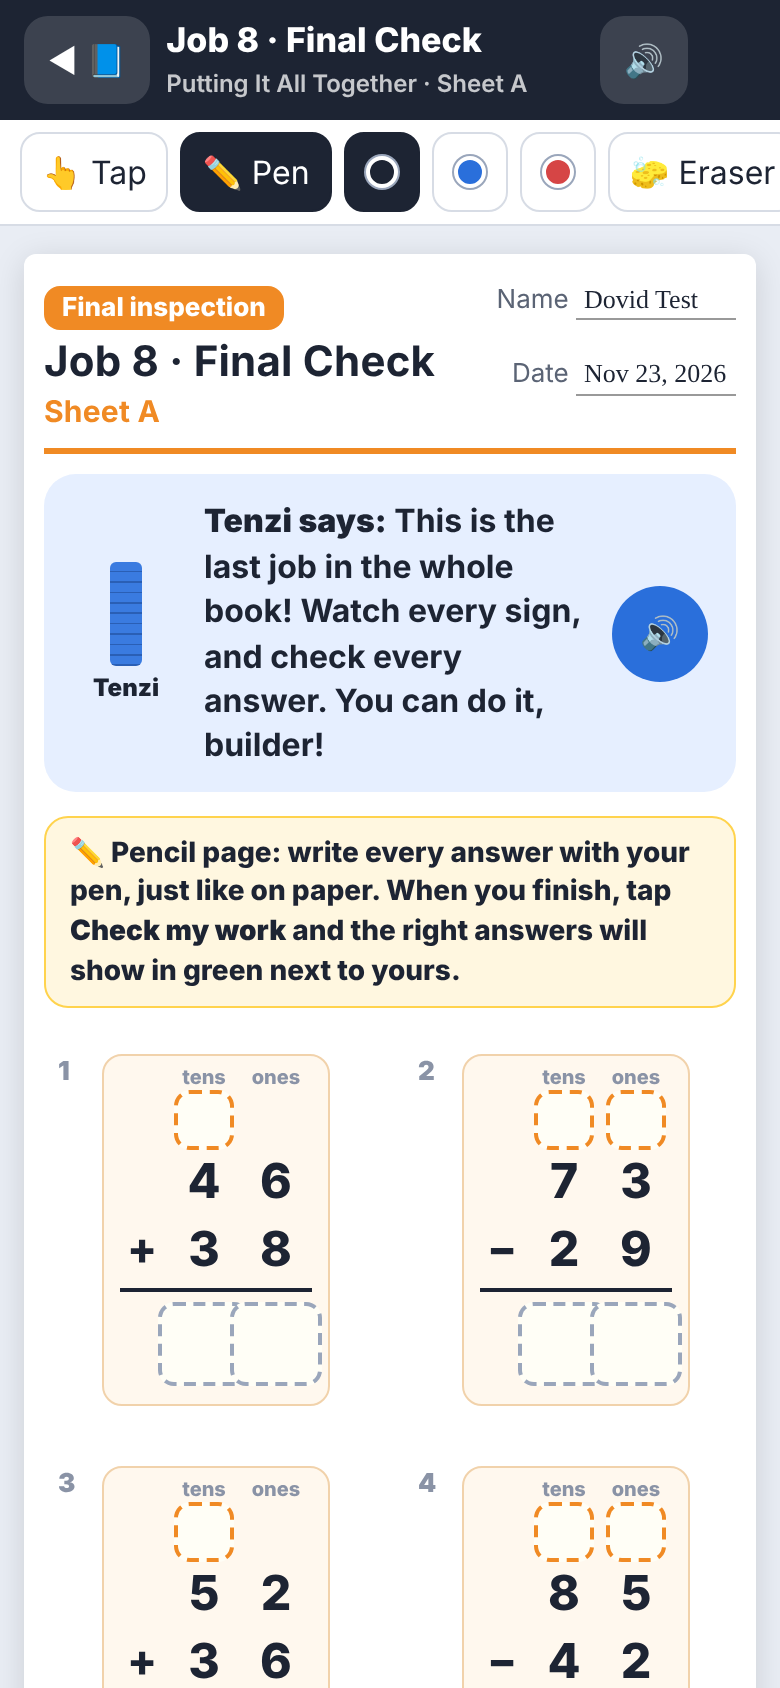 Job 8 · Final Check
Putting It All Together · Sheet A
Tap
Pen
Eraser
Final inspection
Name Dovid Test
Job 8 · Final Check
Date Nov 23, 2026
Sheet A
Tenzi says: This is the
last job in the whole
book! Watch every sign,
and check every
answer. You can do it,
builder!
Tenzi
Pencil page: write every answer with your
pen, just like on paper. When you finish, tap
Check my work and the right answers will
show in green next to yours.
1
tens ones
4 6
+ 3 8
2
tens ones
7 3
− 2 9
3
tens ones
5 2
+ 3 6
4
tens ones
8 5
− 4 2